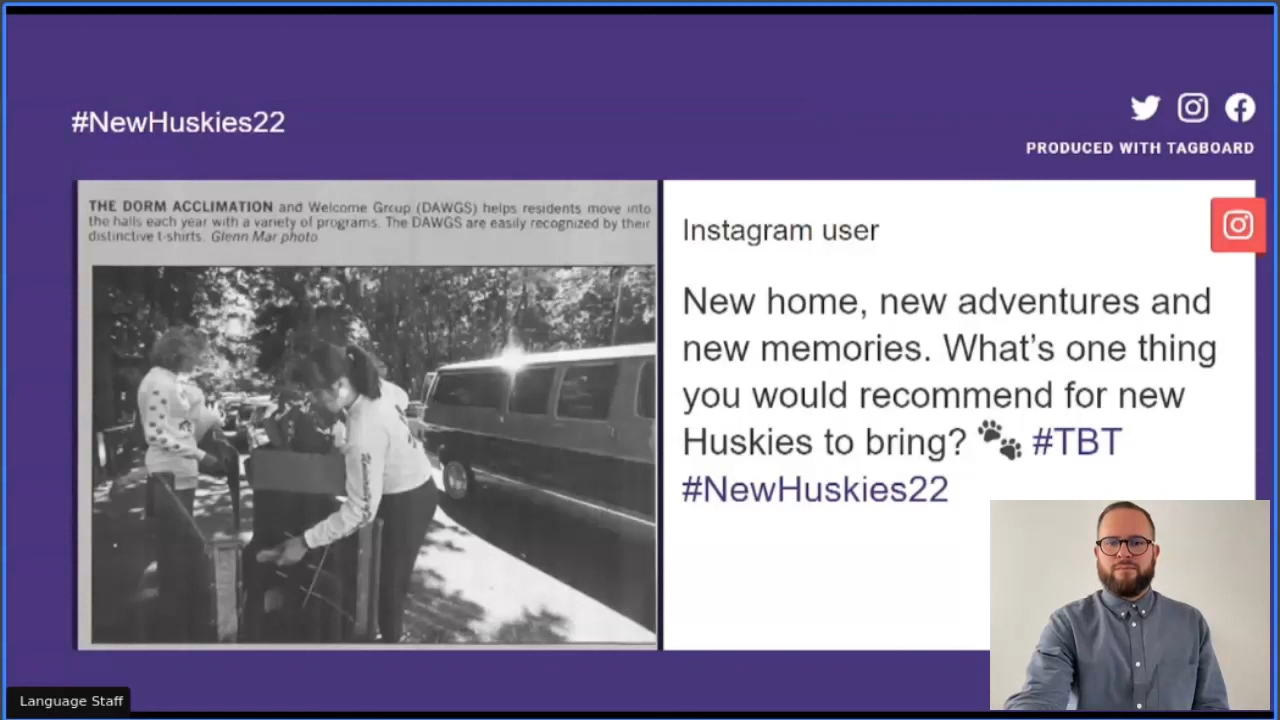 #NewHuskies22
PRODUCED WITH TAGBOARD
THE DORM ACCLIMATION and Welcome Group (DAWGS) helps residents move into
the halls each year with a variety of programs. The DAWGS are easily recognized by their
distinctive t-shirts. Glenn Mar photo
Instagram user
New home, new adventures and
new memories. What’s one thing
you would recommend for new
Huskies to bring? 🐾 #TBT
#NewHuskies22
Language Staff